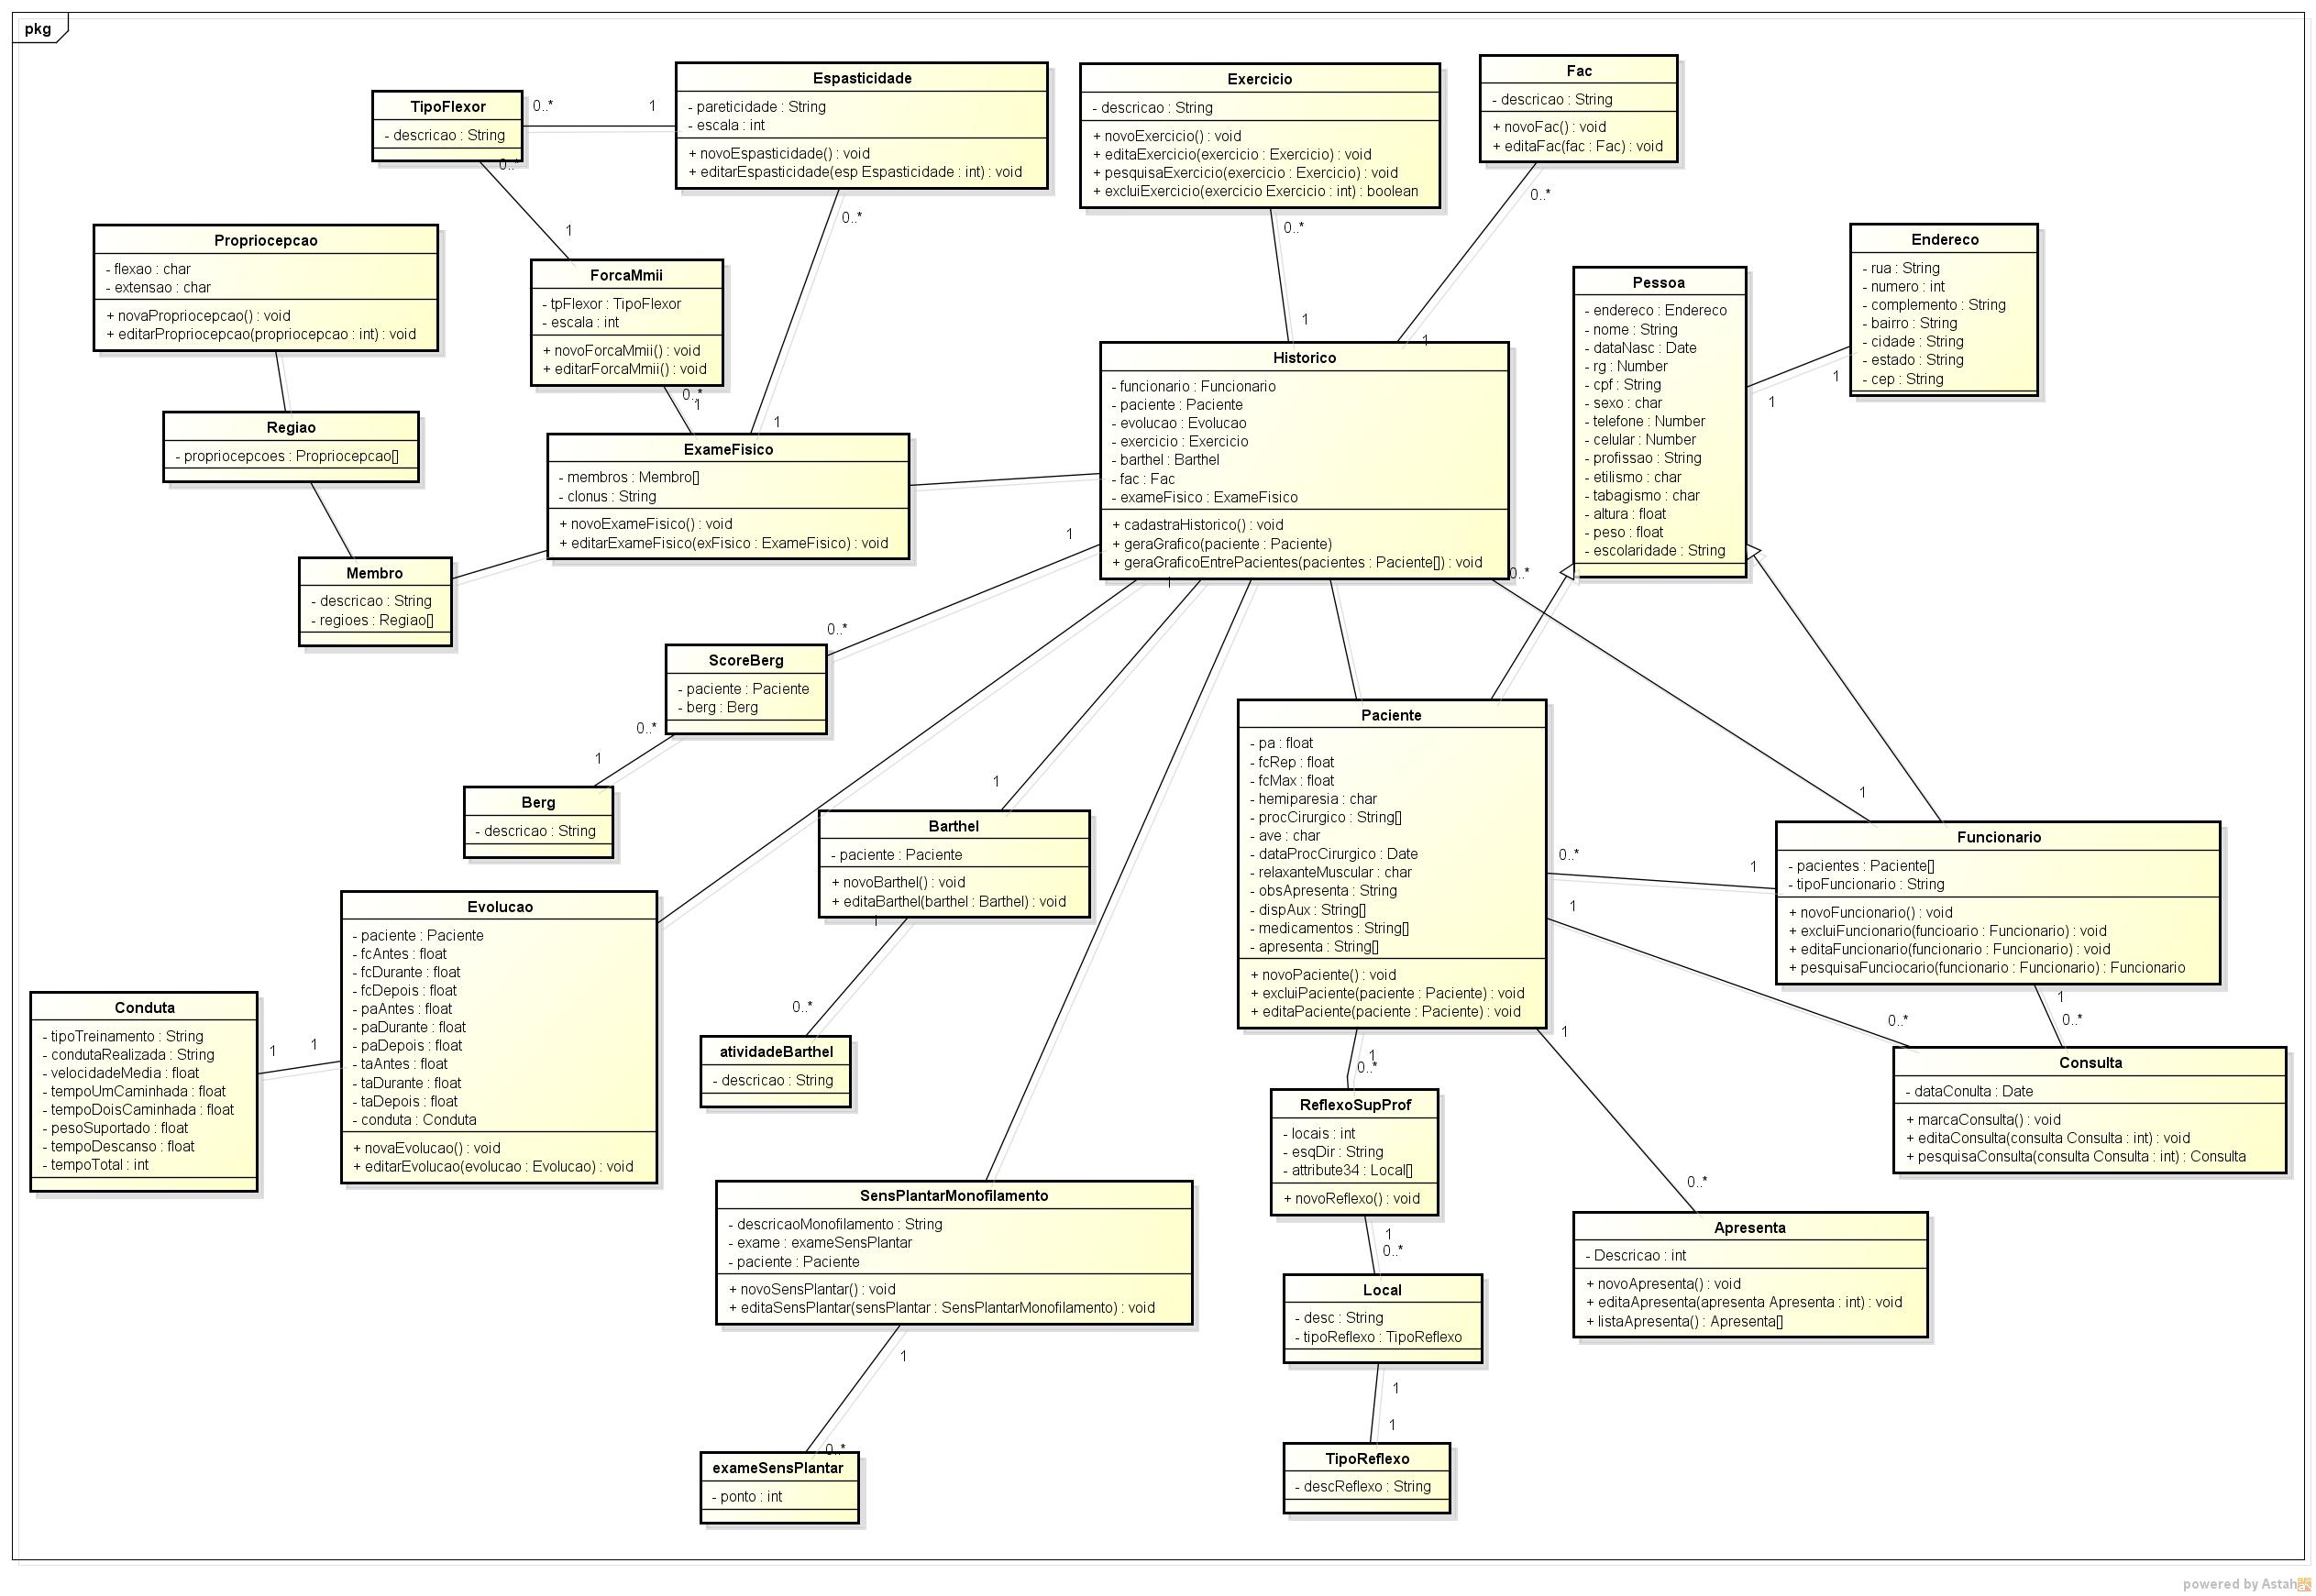 pkg
TipoFlexor
- descricao : String
0..*
1
0..*
1
Espasticidade
- pareticidade : String
- escala : int
+ novoEspasticidade() : void
+ editarEspasticidade(esp Espasticidade : int) : void
0..*
1
Exercicio
- descricao : String
+ novoExercicio() : void
+ editaExercicio(exercicio : Exercicio) : void
+ pesquisaExercicio(exercicio : Exercicio) : void
+ excluiExercicio(exercicio Exercicio : int) : boolean
0..*
1
Fac
- descricao : String
+ novoFac() : void
+ editaFac(fac : Fac) : void
0..*
1
Propriocepcao
- flexao : char
- extensao : char
+ novaPropriocepcao() : void
+ editarPropriocepcao(propriocepcao : int) : void
ForcaMmii
- tpFlexor : TipoFlexor
- escala : int
+ novoForcaMmii() : void
+ editarForcaMmii() : void
0..*
1
Pessoa
- endereco : Endereco
- nome : String
- dataNasc : Date
- rg : Number
- cpf : String
- sexo : char
- telefone : Number
- celular : Number
- profissao : String
- etilismo : char
- tabagismo : char
- altura : float
- peso : float
- escolaridade : String
1
1
Endereco
- rua : String
- numero : int
- complemento : String
- bairro : String
- cidade : String
- estado : String
- cep : String
Regiao
- propriocepcoes : Propriocepcao[]
ExameFisico
- membros : Membro[]
- clonus : String
+ novoExameFisico() : void
+ editarExameFisico(exFisico : ExameFisico) : void
Historico
- funcionario : Funcionario
- paciente : Paciente
- evolucao : Evolucao
- exercicio : Exercicio
- barthel : Barthel
- fac : Fac
- exameFisico : ExameFisico
+ cadastraHistorico() : void
+ geraGrafico(paciente : Paciente)
+ geraGraficoEntrePacientes(pacientes : Paciente[]) : void
1
0..*
1
0..*
1
1
Membro
- descricao : String
- regioes : Regiao[]
ScoreBerg
- paciente : Paciente
- berg : Berg
0..*
1
Berg
- descricao : String
Paciente
- pa : float
- fcRep : float
- fcMax : float
- hemiparesia : char
- procCirurgico : String[]
- ave : char
- dataProcCirurgico : Date
- relaxanteMuscular : char
- obsApresenta : String
- dispAux : String[]
- medicamentos : String[]
- apresenta : String[]
+ novoPaciente() : void
+ excluiPaciente(paciente : Paciente) : void
+ editaPaciente(paciente : Paciente) : void
0..*
1
1
0..*
1
0..*
1
0..*
Barthel
- paciente : Paciente
+ novoBarthel() : void
+ editaBarthel(barthel : Barthel) : void
1
0..*
Funcionario
- pacientes : Paciente[]
- tipoFuncionario : String
+ novoFuncionario() : void
+ excluiFuncionario(funcioario : Funcionario) : void
+ editaFuncionario(funcionario : Funcionario) : void
+ pesquisaFunciocario(funcionario : Funcionario) : Funcionario
1
0..*
Evolucao
- paciente : Paciente
- fcAntes : float
- fcDurante : float
- fcDepois : float
- paAntes : float
- paDurante : float
- paDepois : float
- taAntes : float
- taDurante : float
- taDepois : float
- conduta : Conduta
+ novaEvolucao() : void
+ editarEvolucao(evolucao : Evolucao) : void
1
1
Conduta
- tipoTreinamento : String
- condutaRealizada : String
- velocidadeMedia : float
- tempoUmCaminhada : float
- tempoDoisCaminhada : float
- pesoSuportado : float
- tempoDescanso : float
- tempoTotal : int
atividadeBarthel
- descricao : String
Consulta
- dataConulta : Date
+ marcaConsulta() : void
+ editaConsulta(consulta Consulta : int) : void
+ pesquisaConsulta(consulta Consulta : int) : Consulta
ReflexoSupProf
- locais : int
- esqDir : String
- attribute34 : Local[]
+ novoReflexo() : void
1
0..*
SensPlantarMonofilamento
- descricaoMonofilamento : String
- exame : exameSensPlantar
- paciente : Paciente
+ novoSensPlantar() : void
+ editaSensPlantar(sensPlantar : SensPlantarMonofilamento) : void
1
0..*
Apresenta
- Descricao : int
+ novoApresenta() : void
+ editaApresenta(apresenta Apresenta : int) : void
+ listaApresenta() : Apresenta[]
Local
- desc : String
- tipoReflexo : TipoReflexo
1
1
TipoReflexo
- descReflexo : String
exameSensPlantar
- ponto : int
powered by Astah